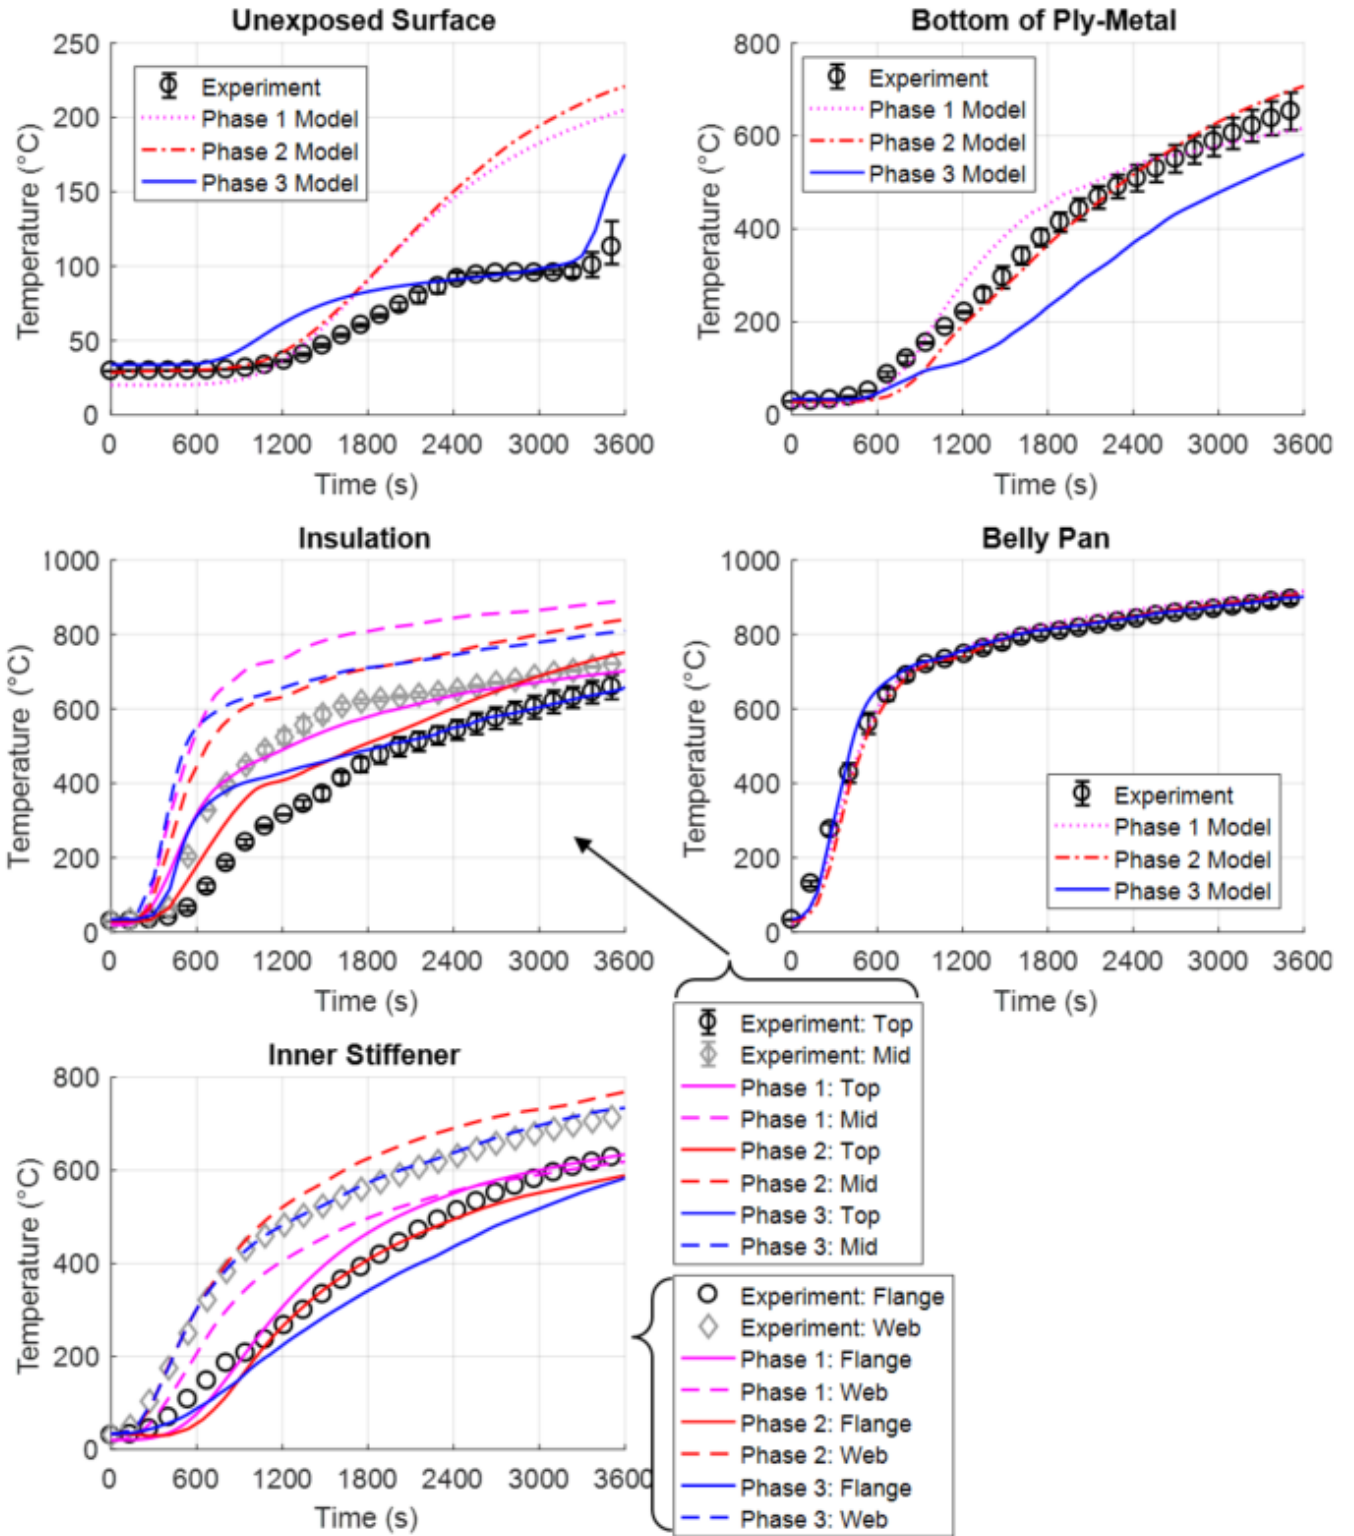 Unexposed Surface
250
200
150
100
50
0
Temperature (°C)
Experiment
Phase 1 Model
Phase 2 Model
Phase 3 Model
0 600 1200 1800 2400 3000 3600
Time (s)
Bottom of Ply-Metal
800
600
400
200
0
Temperature (°C)
Experiment
Phase 1 Model
Phase 2 Model
Phase 3 Model
0 600 1200 1800 2400 3000 3600
Time (s)
Insulation
1000
800
600
400
200
0
Temperature (°C)
0 600 1200 1800 2400 3000 3600
Time (s)
Belly Pan
1000
800
600
400
200
0
Temperature (°C)
Experiment
Phase 1 Model
Phase 2 Model
Phase 3 Model
0 600 1200 1800 2400 3000 3600
Time (s)
Experiment: Top
Experiment: Mid
Phase 1: Top
Phase 1: Mid
Phase 2: Top
Phase 2: Mid
Phase 3: Top
Phase 3: Mid
Inner Stiffener
800
600
400
200
0
Temperature (°C)
0 600 1200 1800 2400 3000 3600
Time (s)
Experiment: Flange
Experiment: Web
Phase 1: Flange
Phase 1: Web
Phase 2: Flange
Phase 2: Web
Phase 3: Flange
Phase 3: Web